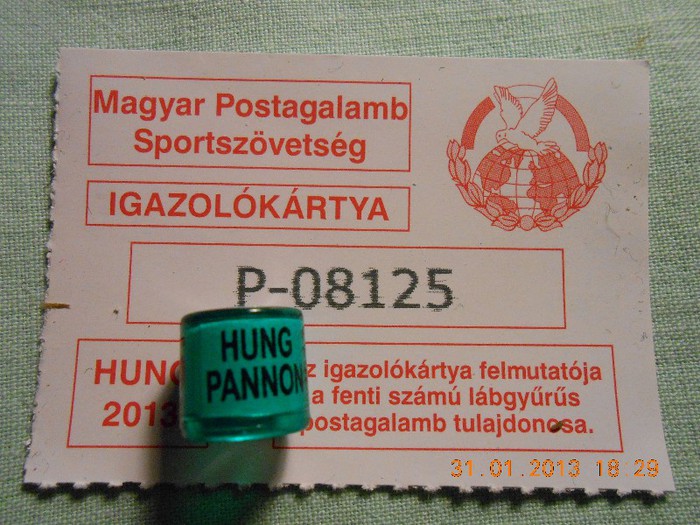 Magyar Postagalamb
Sportszövetség
IGAZOLÓKÁRTYA
P-08125
HUNG
2013
HUNG
PANNON
igazolókártya felmutatója
a fenti számú lábgyűrűs
postagalamb tulajdonosa.
31.01.2013 18:29